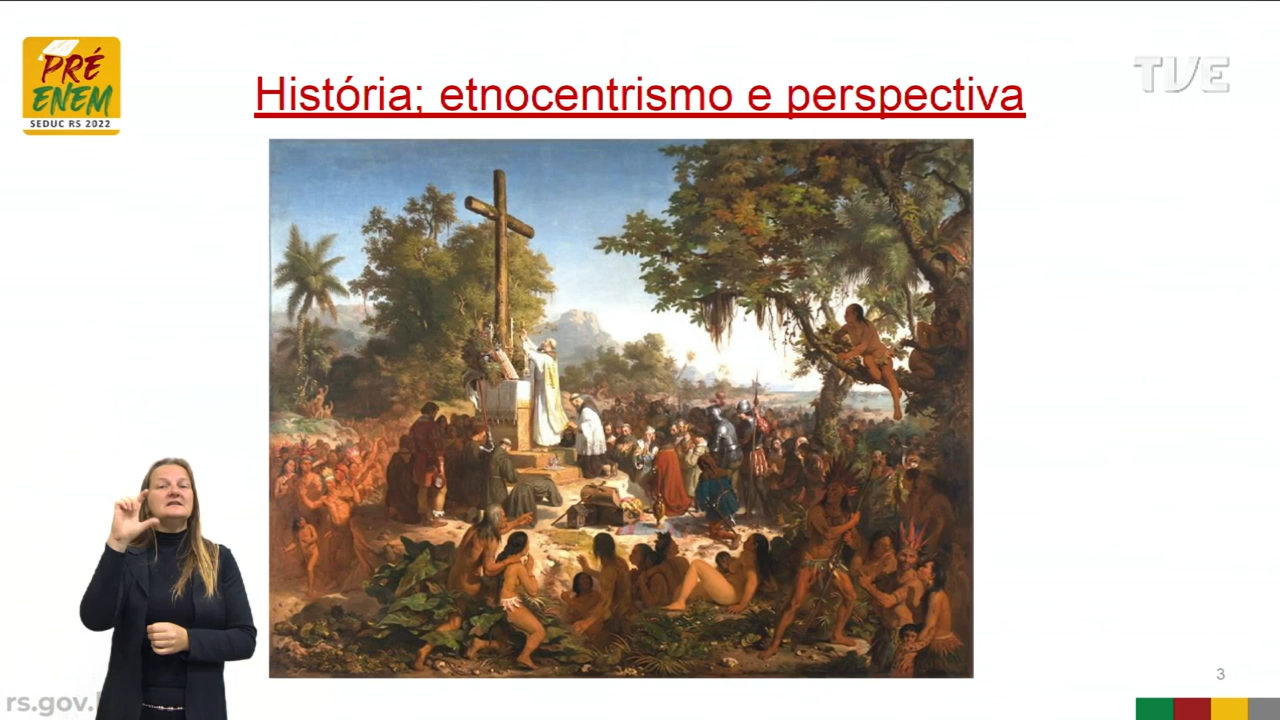 PRÉ
ENEM
SEDUC RS 2022
História; etnocentrismo e perspectiva
TVE
3
rs.gov.